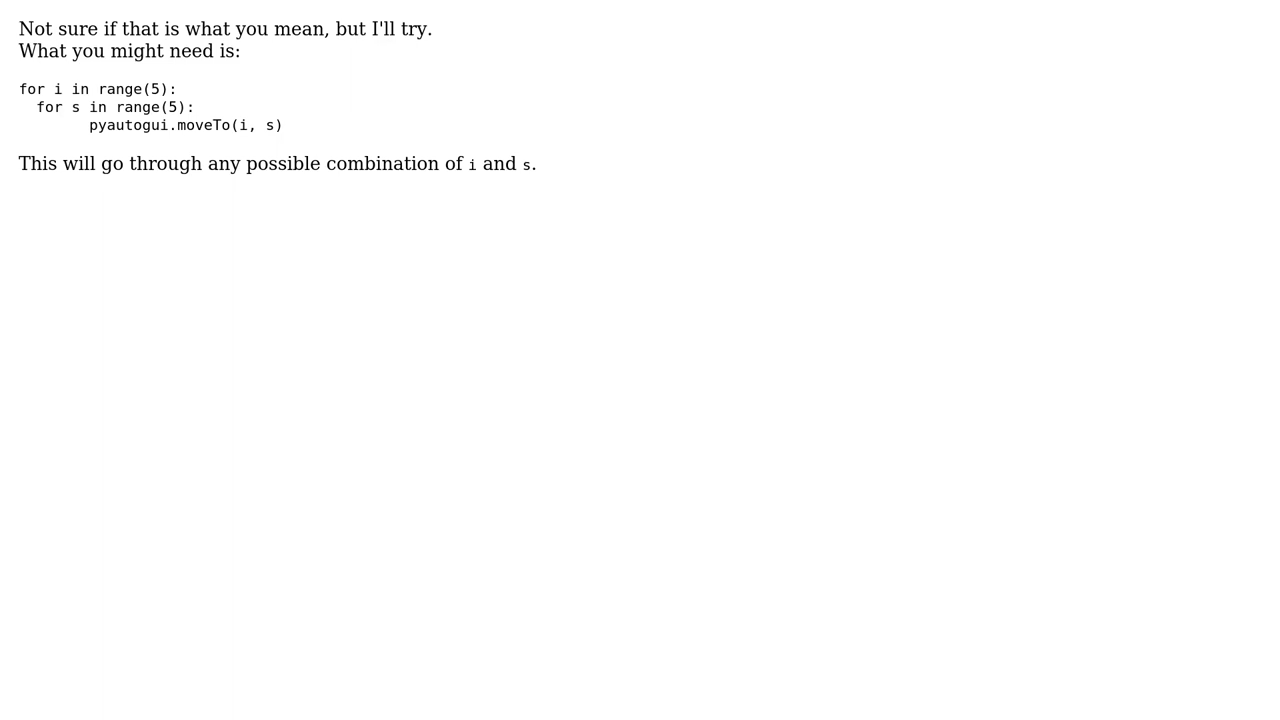 Not sure if that is what you mean, but I'll try.
What you might need is:
for i in range(5):
  for s in range(5):
        pyautogui.moveTo(i, s)
This will go through any possible combination of i and s.